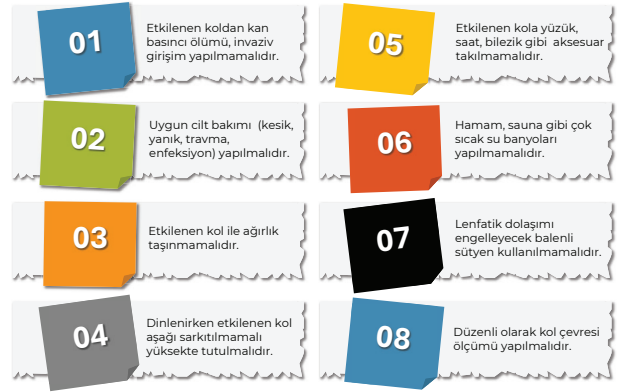 01
Etkilenen koldan kan
basıncı ölümü, invaziv
girişim yapılmamalıdır.
02
Uygun cilt bakımı (kesik,
yanık, travma,
enfeksiyon) yapılmalıdır.
03
Etkilenen kol ile ağırlık
taşınmamalıdır.
04
Dinlenirken etkilenen kol
aşağı sarkıtılmamalı
yüksekte tutulmalıdır.
05
Etkilenen kola yüzük,
saat, bilezik gibi aksesuar
takılmamalıdır.
06
Hamam, sauna gibi çok
sıcak su banyoları
yapılmamalıdır.
07
Lenfatik dolaşımı
engelleyecek balenli
sütyen kullanılmamalıdır.
08
Düzenli olarak kol çevresi
ölçümü yapılmalıdır.